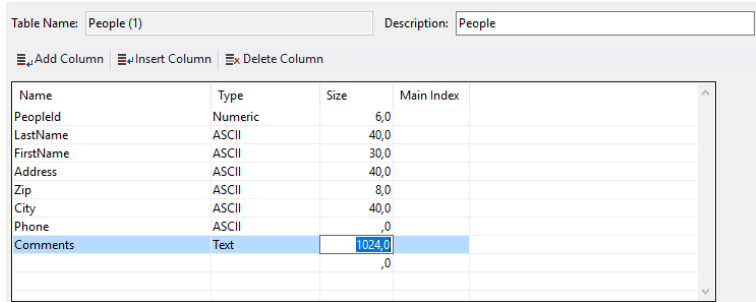 Table Name: People (1) Description: People
Add Column Insert Column Delete Column
Name Type Size Main Index
PeopleId Numeric 6,0
LastName ASCII 40,0
FirstName ASCII 30,0
Address ASCII 40,0
Zip ASCII 8,0
City ASCII 40,0
Phone ASCII ,0
Comments Text 1024,0
,0